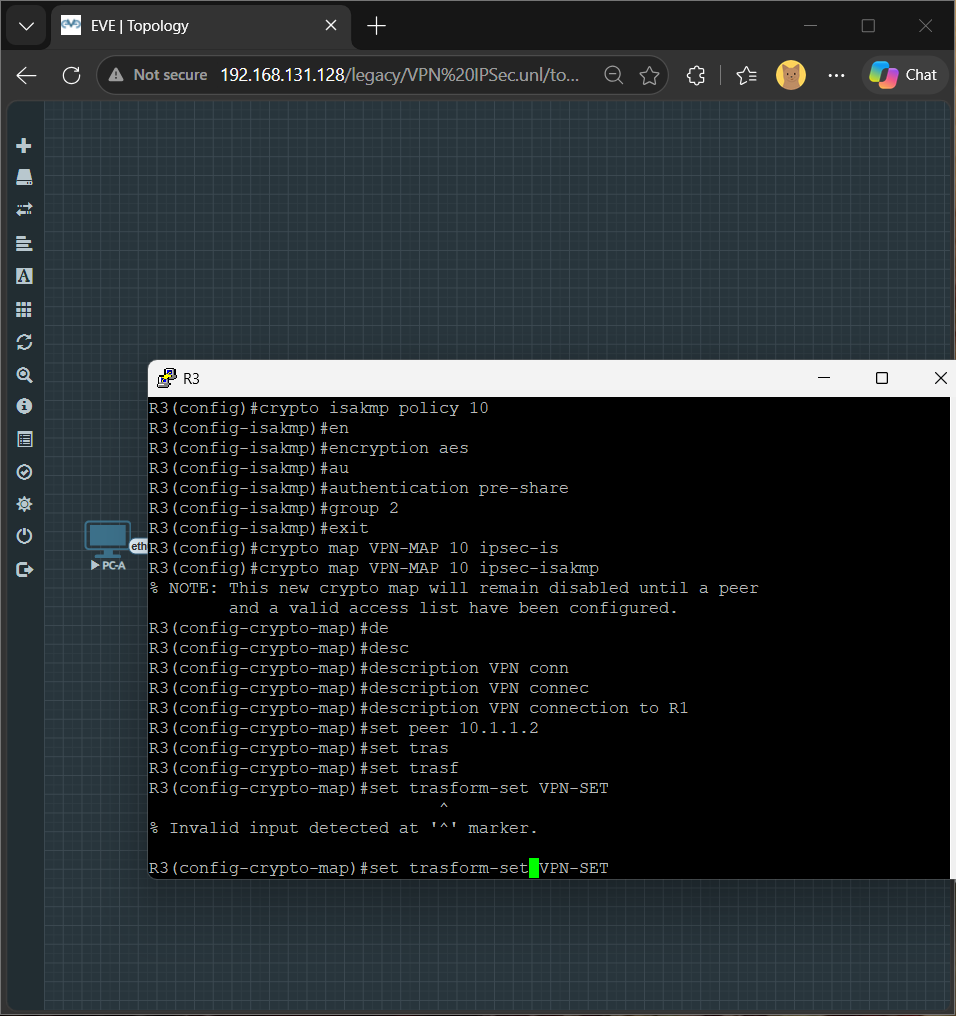 EVE | Topology
Not secure 192.168.131.128/legacy/VPN%20IPSec.unl/to...
Chat
R3
R3(config)#crypto isakmp policy 10
R3(config-isakmp)#en
R3(config-isakmp)#encryption aes
R3(config-isakmp)#au
R3(config-isakmp)#authentication pre-share
R3(config-isakmp)#group 2
R3(config-isakmp)#exit
R3(config)#crypto map VPN-MAP 10 ipsec-is
R3(config)#crypto map VPN-MAP 10 ipsec-isakmp
% NOTE: This new crypto map will remain disabled until a peer
        and a valid access list have been configured.
R3(config-crypto-map)#de
R3(config-crypto-map)#desc
R3(config-crypto-map)#description VPN conn
R3(config-crypto-map)#description VPN connec
R3(config-crypto-map)#description VPN connection to R1
R3(config-crypto-map)#set peer 10.1.1.2
R3(config-crypto-map)#set tras
R3(config-crypto-map)#set trasf
R3(config-crypto-map)#set trasform-set VPN-SET
                             ^
% Invalid input detected at '^' marker.
R3(config-crypto-map)#set trasform-set VPN-SET
eth
PC-A